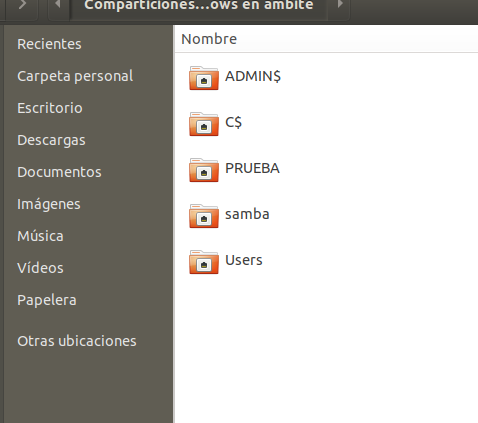 Comparticiones...ows en ambite
Recientes
Carpeta personal
Escritorio
Descargas
Documentos
Imágenes
Música
Vídeos
Papelera
Otras ubicaciones
Nombre
ADMIN$
C$
PRUEBA
samba
Users